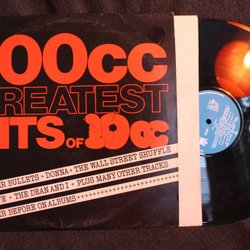 00cc
REATEST
ITS OF 10cc
R BULLETS • DONNA • THE WALL STREET SHUFFLE
E • THE DEAN AND I • PLUS MANY OTHER TRACKS
R BEFORE ON ALBUMS